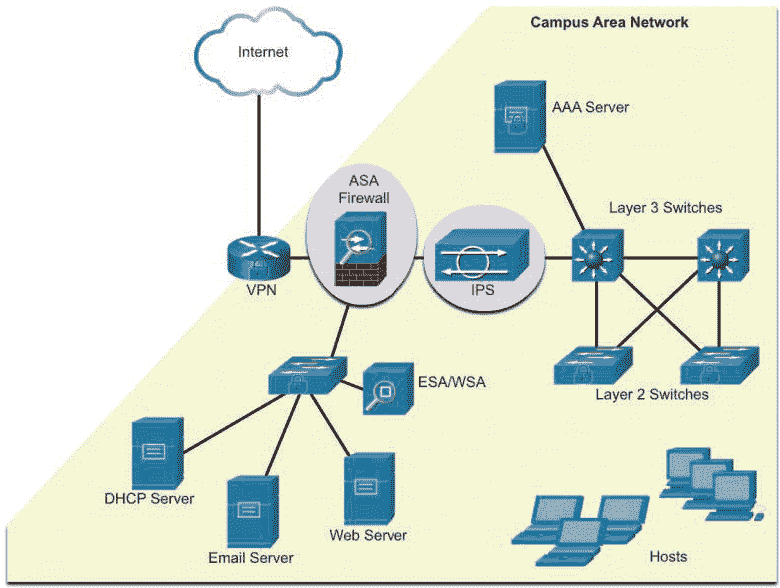 Campus Area Network
Internet
AAA Server
ASA
Firewall
Layer 3 Switches
VPN
IPS
ESA/WSA
Layer 2 Switches
DHCP Server
Email Server
Web Server
Hosts